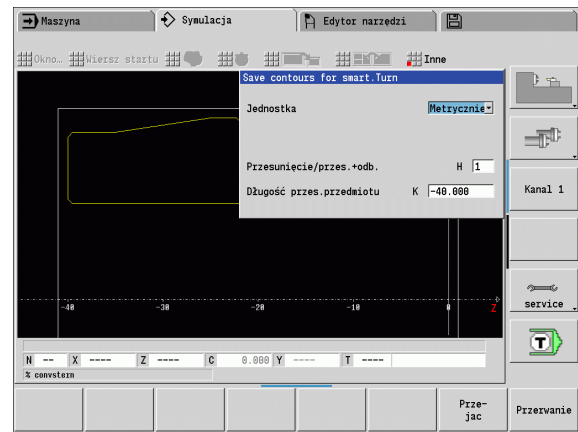 Maszyna
Symulacja
Edytor narzędzi
Okno…
Wiersz startu
Inne
Save contours for smart.Turn
Jednostka
Metrycznie
Przesunięcie/przes.+odb. H 1
Długość przes.przedmiotu K -40.000
Kanal 1
-40 -30 -20 -10 0 Z
service
T
N -- X ---- Z ---- C 0.000 Y ---- T ----
% convstern
Prze-
jac
Przerwanie